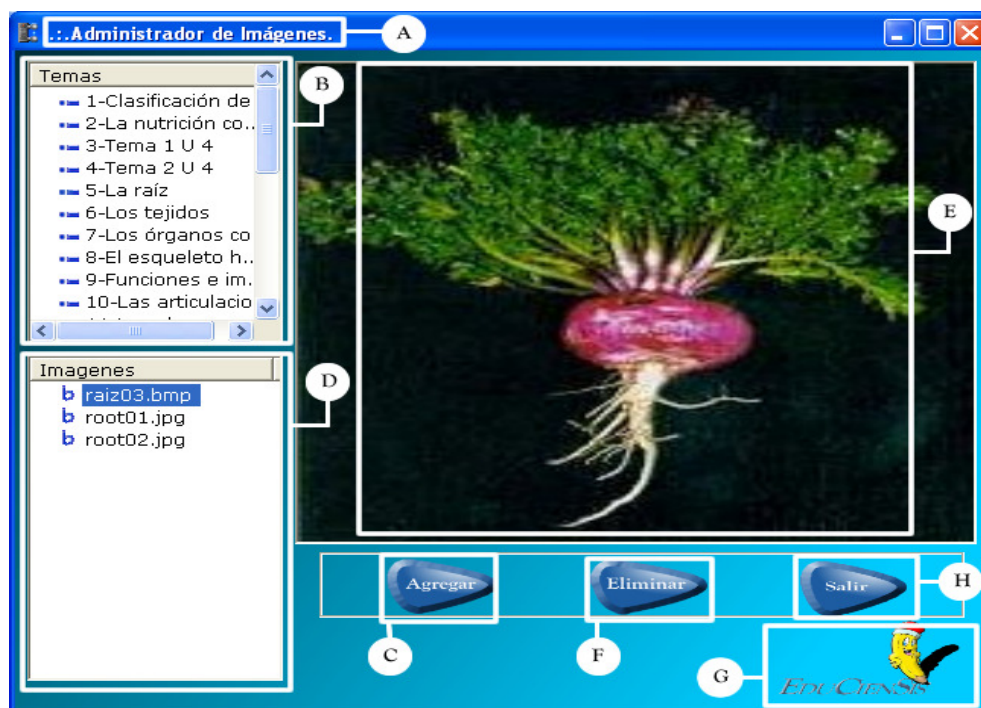 .:.Administrador de Imágenes.
A
Temas
1-Clasificación de
2-La nutrición co..
3-Tema 1 U 4
4-Tema 2 U 4
5-La raíz
6-Los tejidos
7-Los órganos co
8-El esqueleto h..
9-Funciones e im.
10-Las articulacio
B
E
Imagenes
raiz03.bmp
root01.jpg
root02.jpg
D
Agregar
Eliminar
Salir
H
C
F
G
EduCienSis